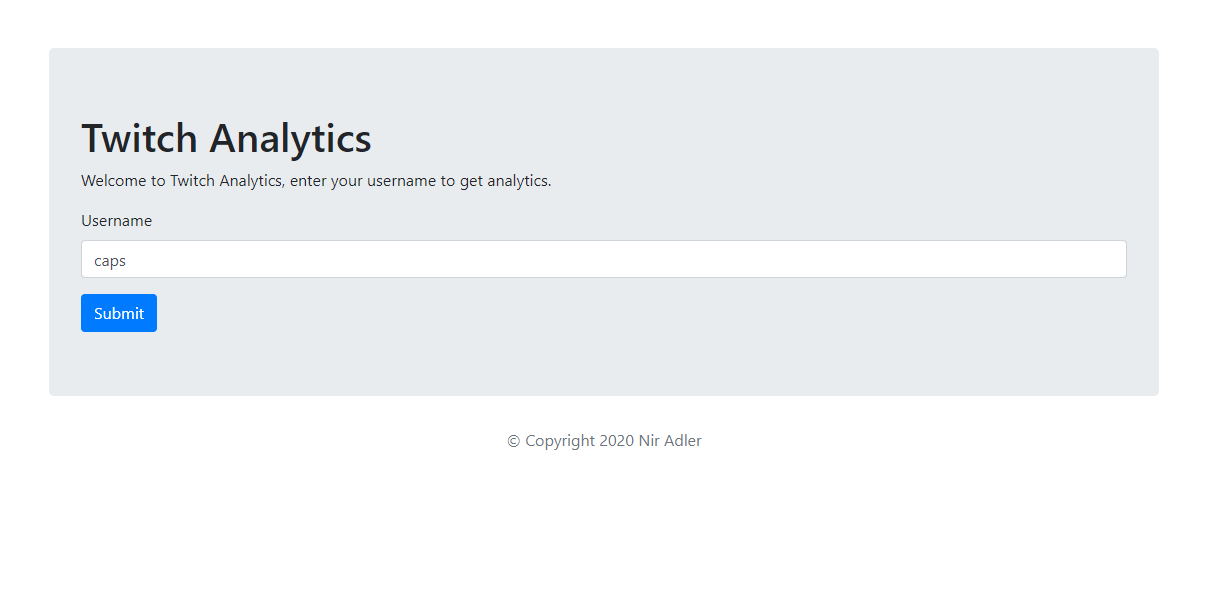 Twitch Analytics
Welcome to Twitch Analytics, enter your username to get analytics.
Username
caps
Submit
© Copyright 2020 Nir Adler